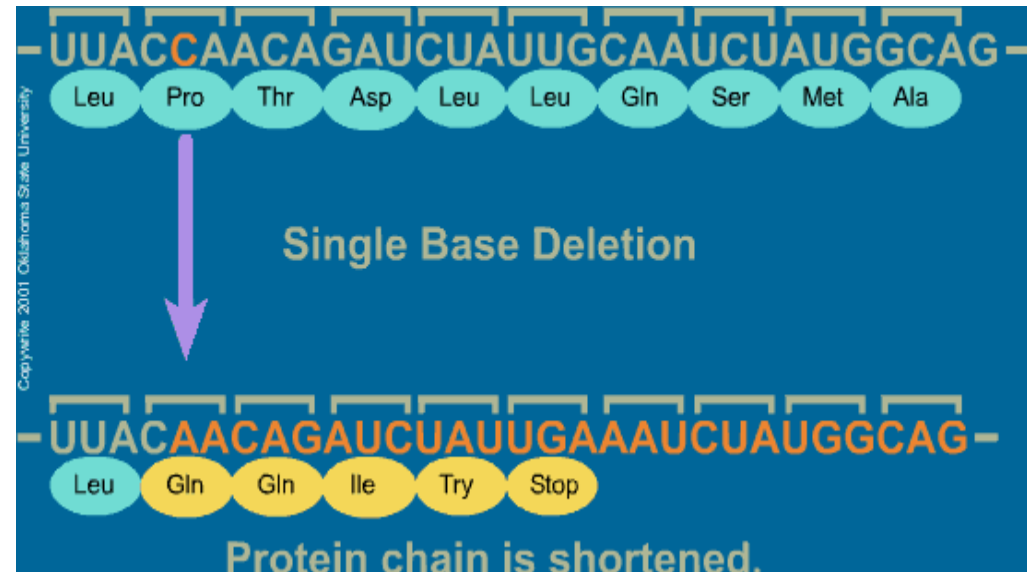 -UUACCAACAGAUCUAUUGCAAUCUAUGGCAG-
Leu Pro Thr Asp Leu Leu Gln Ser Met Ala
Single Base Deletion
-UUACAACAGAUCUAUUGAAAUCUAUGGCAG-
Leu Gln Gln Ile Try Stop
Protein chain is shortened.
Copywrite 2001 Oklahoma State University